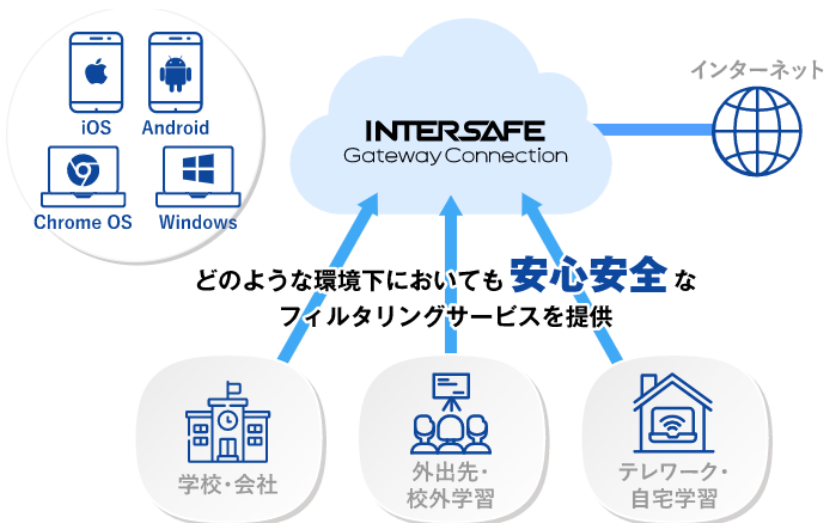 iOS
Android
Chrome OS
Windows
INTERSAFE
Gateway Connection
インターネット
どのような環境下においても 安心安全 な
フィルタリングサービスを提供
学校・会社
外出先・
校外学習
テレワーク・
自宅学習